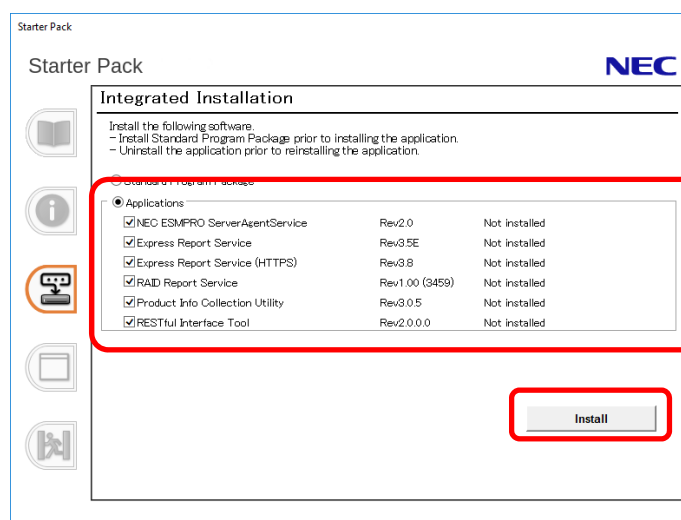 Starter Pack
Starter Pack NEC
Integrated Installation
Install the following software.
- Install Standard Program Package prior to installing the application.
- Uninstall the application prior to reinstalling the application.
Standard Program Package
Applications
NEC ESMPRO ServerAgentService Rev2.0 Not installed
Express Report Service Rev3.5E Not installed
Express Report Service (HTTPS) Rev3.8 Not installed
RAID Report Service Rev1.00 (3459) Not installed
Product Info Collection Utility Rev3.0.5 Not installed
RESTful Interface Tool Rev2.0.0.0 Not installed
Install